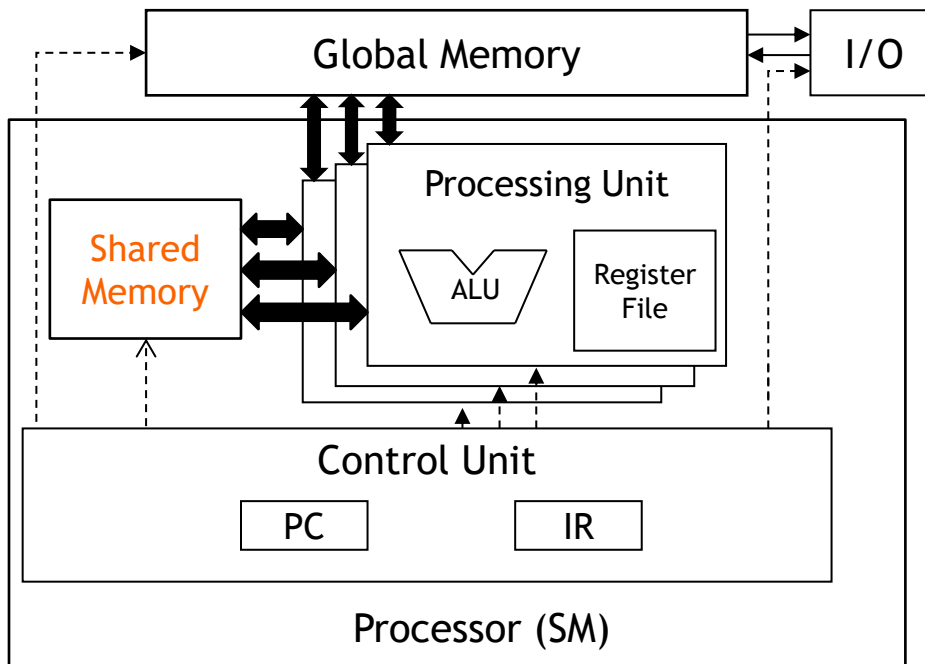 Global Memory
I/O
Processing Unit
Shared
Memory
ALU
Register
File
Control Unit
PC
IR
Processor (SM)